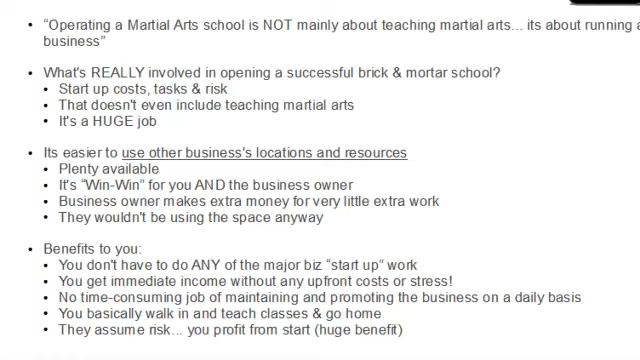 • “Operating a Martial Arts school is NOT mainly about teaching martial arts... its about running a
business”
• What's REALLY involved in opening a successful brick & mortar school?
• Start up costs, tasks & risk
• That doesn't even include teaching martial arts
• It's a HUGE job
• Its easier to use other business's locations and resources
• Plenty available
• It's “Win-Win” for you AND the business owner
• Business owner makes extra money for very little extra work
• They wouldn't be using the space anyway
• Benefits to you:
• You don't have to do ANY of the major biz “start up“ work
• You get immediate income without any upfront costs or stress!
• No time-consuming job of maintaining and promoting the business on a daily basis
• You basically walk in and teach classes & go home
• They assume risk... you profit from start (huge benefit)